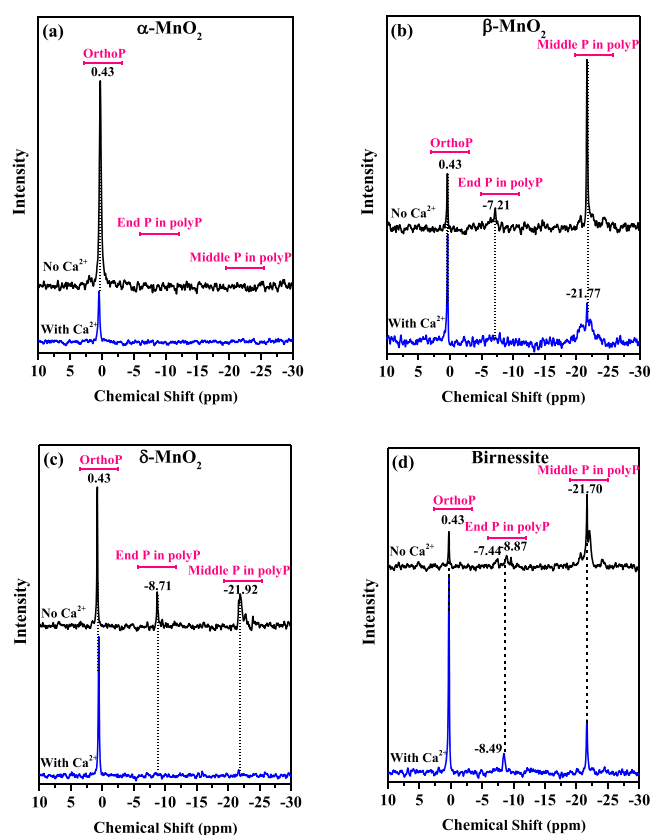 (a) α-MnO₂
OrthoP
0.43
End P in polyP
Middle P in polyP
No Ca²⁺
With Ca²⁺
Intensity
10 5 0 -5 -10 -15 -20 -25 -30
Chemical Shift (ppm)
(b) β-MnO₂
Middle P in polyP
OrthoP
0.43
End P in polyP
-7.21
No Ca²⁺
-21.77
With Ca²⁺
Intensity
10 5 0 -5 -10 -15 -20 -25 -30
Chemical Shift (ppm)
(c) δ-MnO₂
OrthoP
0.43
End P in polyP
Middle P in polyP
-8.71
-21.92
No Ca²⁺
With Ca²⁺
Intensity
10 5 0 -5 -10 -15 -20 -25 -30
Chemical Shift (ppm)
(d) Birnessite
Middle P in polyP
-21.70
OrthoP
0.43
End P in polyP
-7.44 -8.87
No Ca²⁺
-8.49
With Ca²⁺
Intensity
10 5 0 -5 -10 -15 -20 -25 -30
Chemical Shift (ppm)